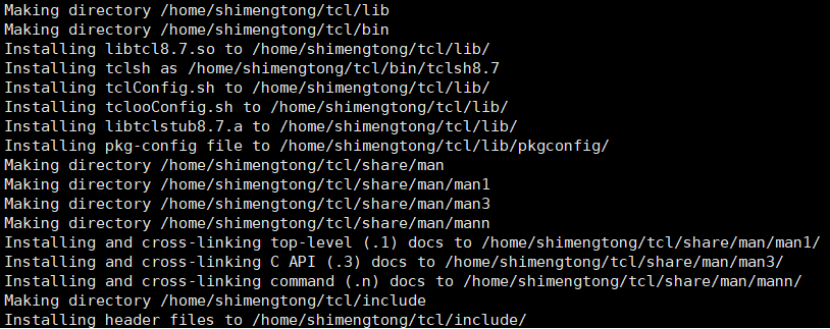 Making directory /home/shimengtong/tcl/lib
Making directory /home/shimengtong/tcl/bin
Installing libtcl8.7.so to /home/shimengtong/tcl/lib/
Installing tclsh as /home/shimengtong/tcl/bin/tclsh8.7
Installing tclConfig.sh to /home/shimengtong/tcl/lib/
Installing tclooConfig.sh to /home/shimengtong/tcl/lib/
Installing libtclstub8.7.a to /home/shimengtong/tcl/lib/
Installing pkg-config file to /home/shimengtong/tcl/lib/pkgconfig/
Making directory /home/shimengtong/tcl/share/man
Making directory /home/shimengtong/tcl/share/man/man1
Making directory /home/shimengtong/tcl/share/man/man3
Making directory /home/shimengtong/tcl/share/man/mann
Installing and cross-linking top-level (.1) docs to /home/shimengtong/tcl/share/man/man1/
Installing and cross-linking C API (.3) docs to /home/shimengtong/tcl/share/man/man3/
Installing and cross-linking command (.n) docs to /home/shimengtong/tcl/share/man/mann/
Making directory /home/shimengtong/tcl/include
Installing header files to /home/shimengtong/tcl/include/